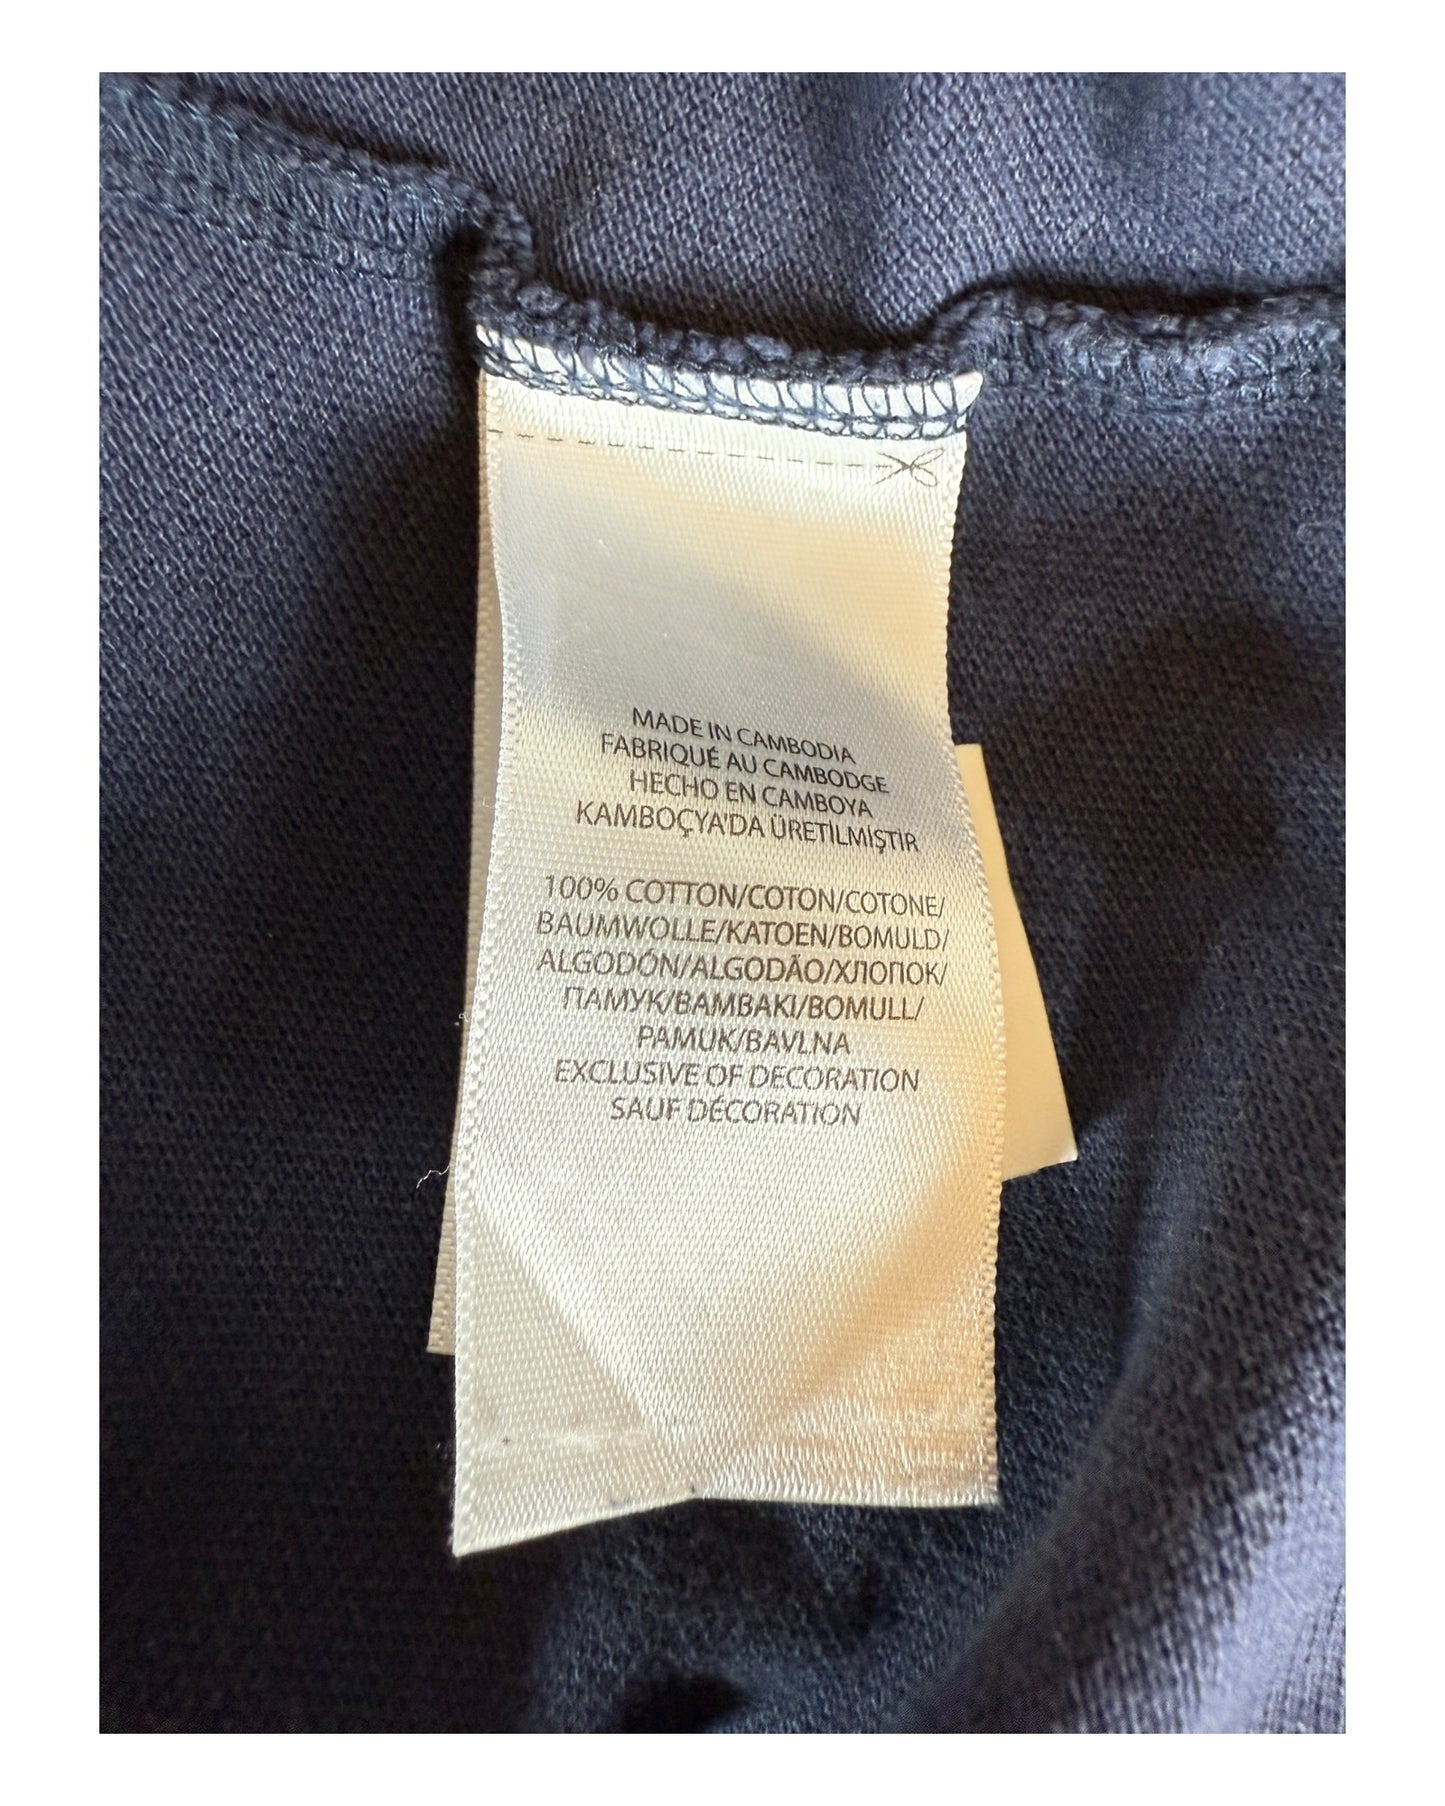 MADE IN CAMBODIA
FABRIQUÉ AU CAMBODGE
HECHO EN CAMBOYA
KAMBOÇYA'DA ÜRETILMIŞTIR
100% COTTON/COTON/COTONE/
BAUMWOLLE/KATOEN/BOMULD/
ALGODÓN/ALGODÃO/ХЛОПОК/
ПАМУК/BAMBAKI/BOMULL/
PAMUK/BAVLNA
EXCLUSIVE OF DECORATION
SAUF DÉCORATION